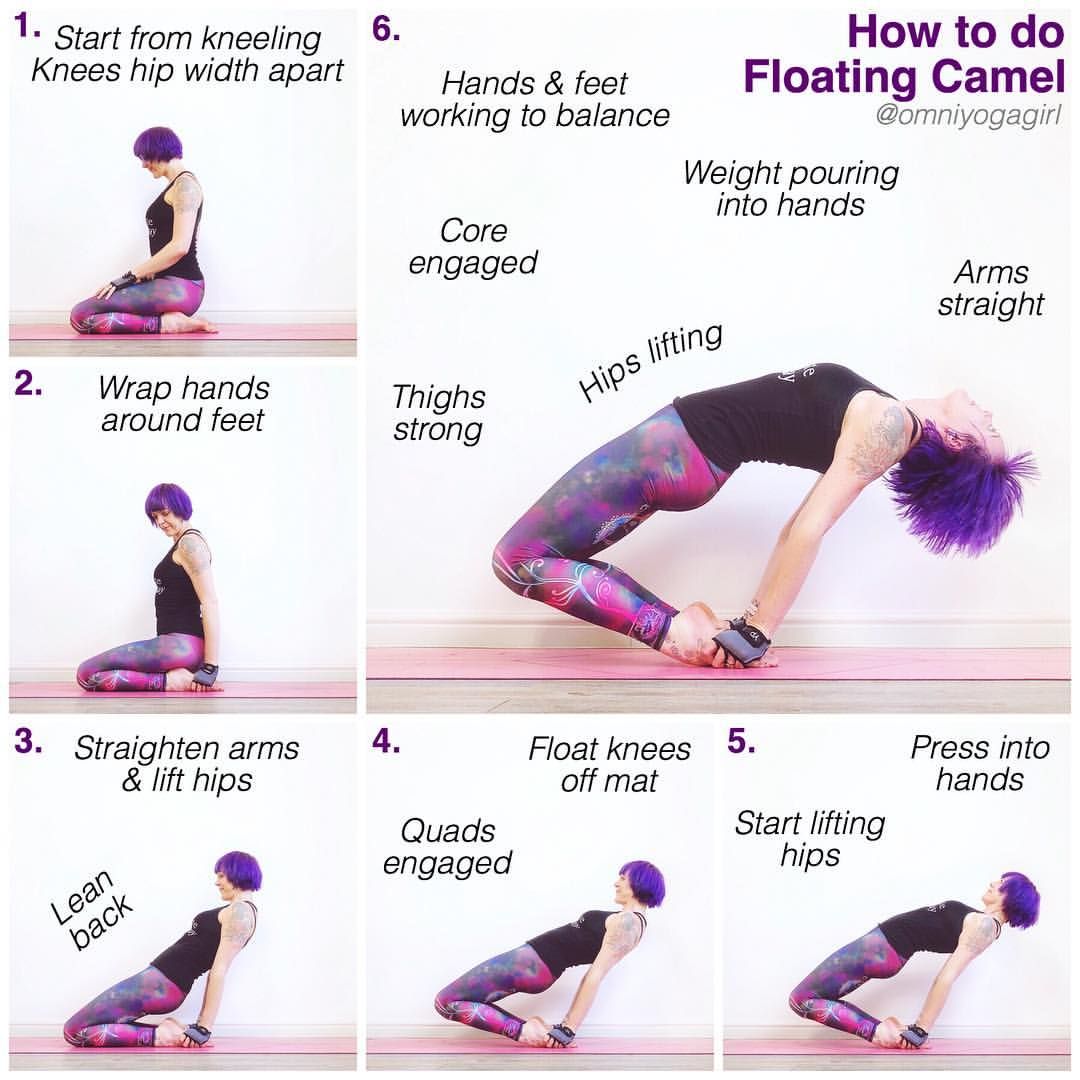 How to do
Floating Camel
@omniyogagirl
1.
Start from kneeling
Knees hip width apart
2.
Wrap hands
around feet
3.
Straighten arms
& lift hips
Lean
back
4.
Float knees
off mat
Quads
engaged
5.
Press into
hands
Start lifting
hips
6.
Hands & feet
working to balance
Weight pouring
into hands
Core
engaged
Arms
straight
Hips lifting
Thighs
strong